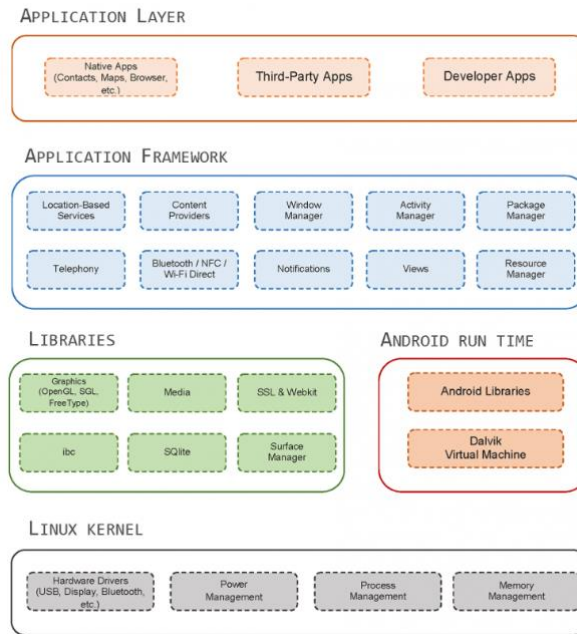 APPLICATION LAYER
Native Apps
(Contacts, Maps, Browser,
etc.)
Third-Party Apps
Developer Apps
APPLICATION FRAMEWORK
Location-Based
Services
Content
Providers
Window
Manager
Activity
Manager
Package
Manager
Telephony
Bluetooth / NFC /
Wi-Fi Direct
Notifications
Views
Resource
Manager
LIBRARIES
Graphics
(OpenGL, SGL,
FreeType)
Media
SSL & Webkit
ibc
SQlite
Surface
Manager
ANDROID RUN TIME
Android Libraries
Dalvik
Virtual Machine
LINUX KERNEL
Hardware Drivers
(USB, Display, Bluetooth,
etc.)
Power
Management
Process
Management
Memory
Management